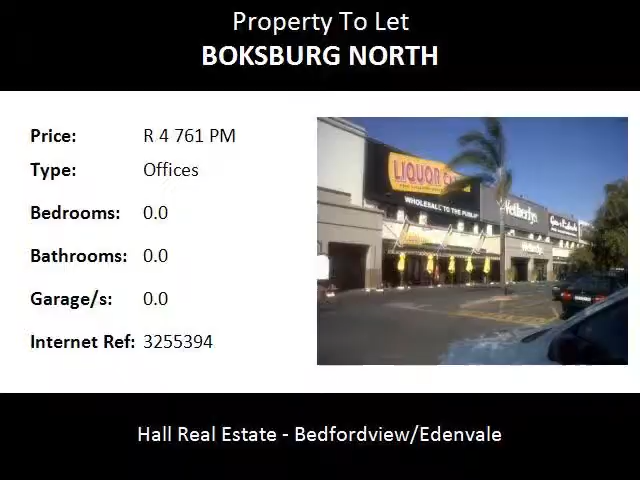 Property To Let
BOKSBURG NORTH
Price: R 4 761 PM
Type: Offices
Bedrooms: 0.0
Bathrooms: 0.0
Garage/s: 0.0
Internet Ref: 3255394
LIQUOR
WHOLESALE TO THE PUBLIC
Wetherlys
Hall Real Estate - Bedfordview/Edenvale